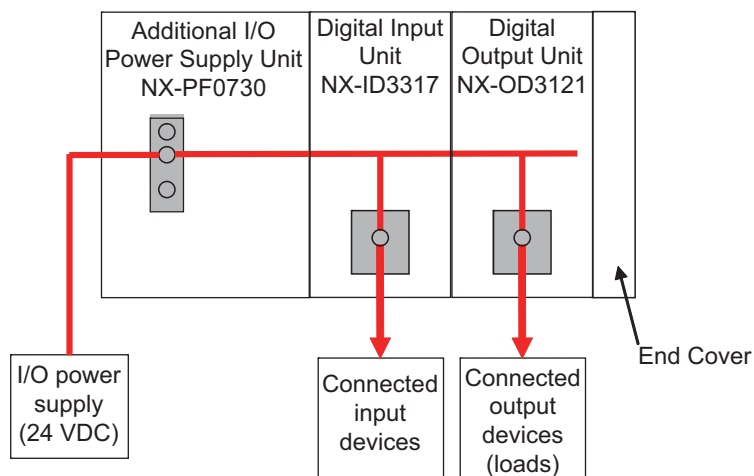 Additional I/O
Power Supply Unit
NX-PF0730
Digital Input
Unit
NX-ID3317
Digital
Output Unit
NX-OD3121
End Cover
I/O power
supply
(24 VDC)
Connected
input
devices
Connected
output
devices
(loads)